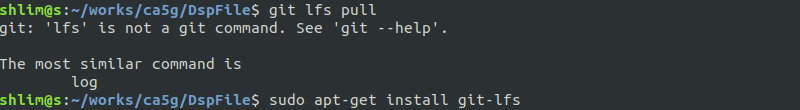 shlim@s:~/works/ca5g/DspFile$ git lfs pull
git: 'lfs' is not a git command. See 'git --help'.

The most similar command is
        log
shlim@s:~/works/ca5g/DspFile$ sudo apt-get install git-lfs